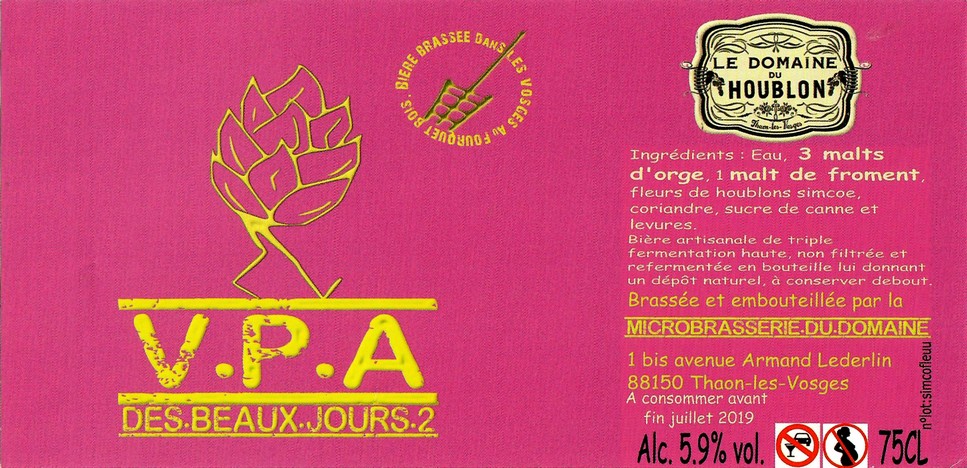 V.P.A
DES.BEAUX.JOURS.2
BIÈRE BRASSEE DANS LES VOSGES AU FOURQUET BOIS.
LE DOMAINE
DU
HOUBLON
Thaon-les-Vosges
Ingrédients : Eau, 3 malts
d'orge, 1 malt de froment,
fleurs de houblons simcoe,
coriandre, sucre de canne et
levures.
Bière artisanale de triple
fermentation haute, non filtrée et
refermentée en bouteille lui donnant
un dépôt naturel, à conserver debout.
Brassée et embouteillée par la
MICROBRASSERIE.DU.DOMAINE
1 bis avenue Armand Lederlin
88150 Thaon-les-Vosges
A consommer avant
fin juillet 2019
Alc. 5.9% vol. 75CL
n°lot:simcofleuu